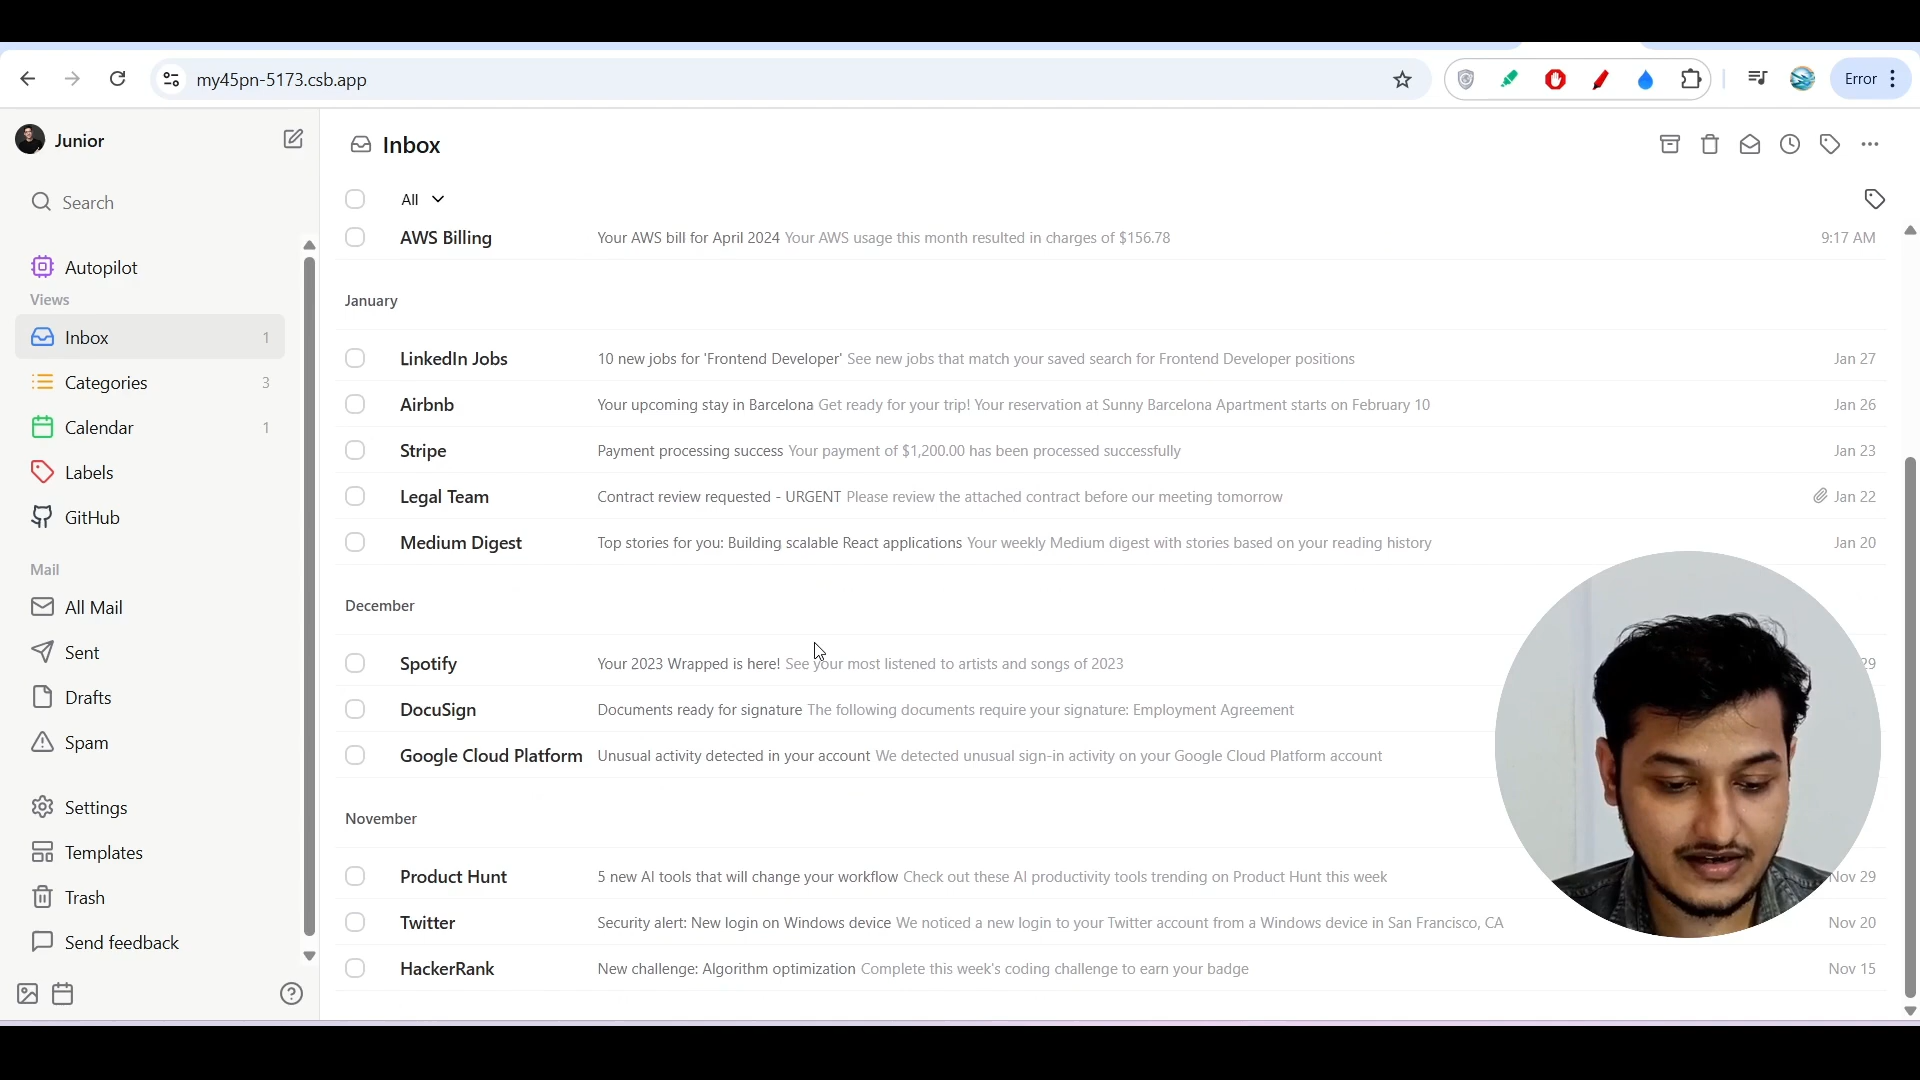 my45pn-5173.csb.app
Error
Junior
Search
Autopilot
Views
Inbox 1
Categories 3
Calendar 1
Labels
GitHub
Mail
All Mail
Sent
Drafts
Spam
Settings
Templates
Trash
Send feedback
Inbox
All
AWS Billing Your AWS bill for April 2024 Your AWS usage this month resulted in charges of $156.78 9:17 AM
January
LinkedIn Jobs 10 new jobs for 'Frontend Developer' See new jobs that match your saved search for Frontend Developer positions Jan 27
Airbnb Your upcoming stay in Barcelona Get ready for your trip! Your reservation at Sunny Barcelona Apartment starts on February 10 Jan 26
Stripe Payment processing success Your payment of $1,200.00 has been processed successfully Jan 23
Legal Team Contract review requested - URGENT Please review the attached contract before our meeting tomorrow Jan 22
Medium Digest Top stories for you: Building scalable React applications Your weekly Medium digest with stories based on your reading history Jan 20
December
Spotify Your 2023 Wrapped is here! See your most listened to artists and songs of 2023 29
DocuSign Documents ready for signature The following documents require your signature: Employment Agreement
Google Cloud Platform Unusual activity detected in your account We detected unusual sign-in activity on your Google Cloud Platform account
November
Product Hunt 5 new AI tools that will change your workflow Check out these AI productivity tools trending on Product Hunt this week Nov 29
Twitter Security alert: New login on Windows device We noticed a new login to your Twitter account from a Windows device in San Francisco, CA Nov 20
HackerRank New challenge: Algorithm optimization Complete this week's coding challenge to earn your badge Nov 15